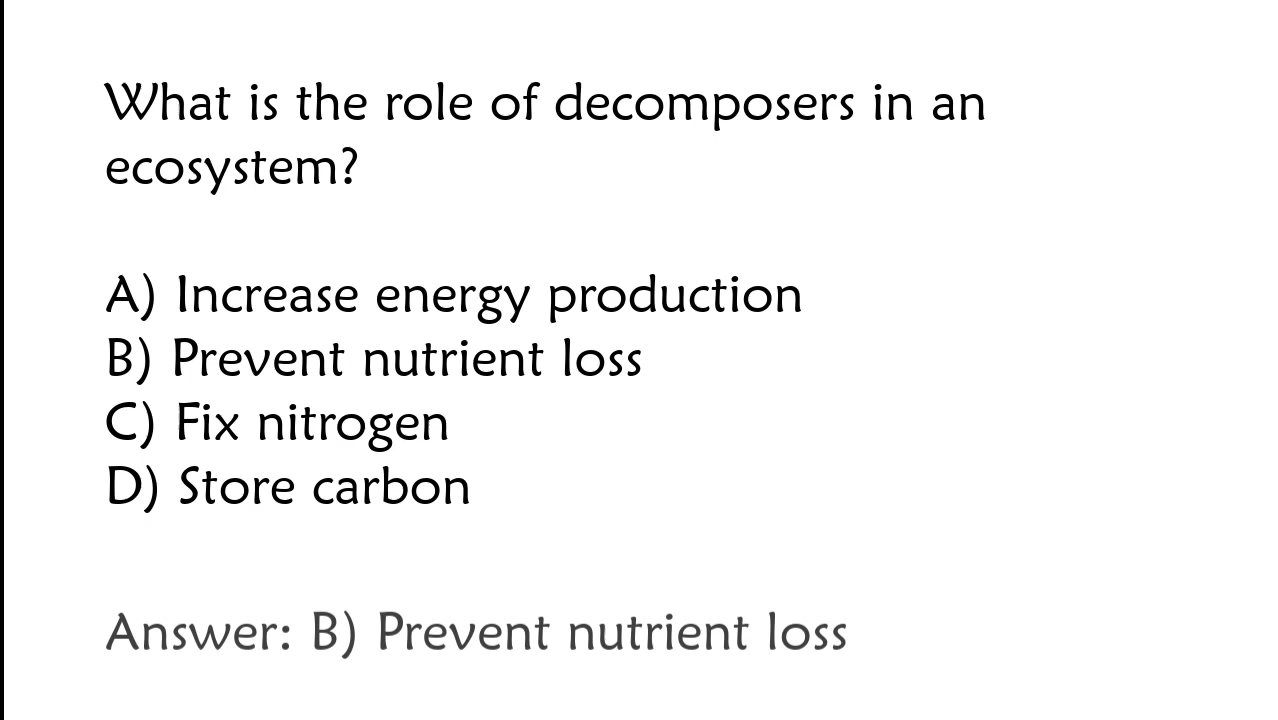 What is the role of decomposers in an
ecosystem?
A) Increase energy production
B) Prevent nutrient loss
C) Fix nitrogen
D) Store carbon
Answer: B) Prevent nutrient loss